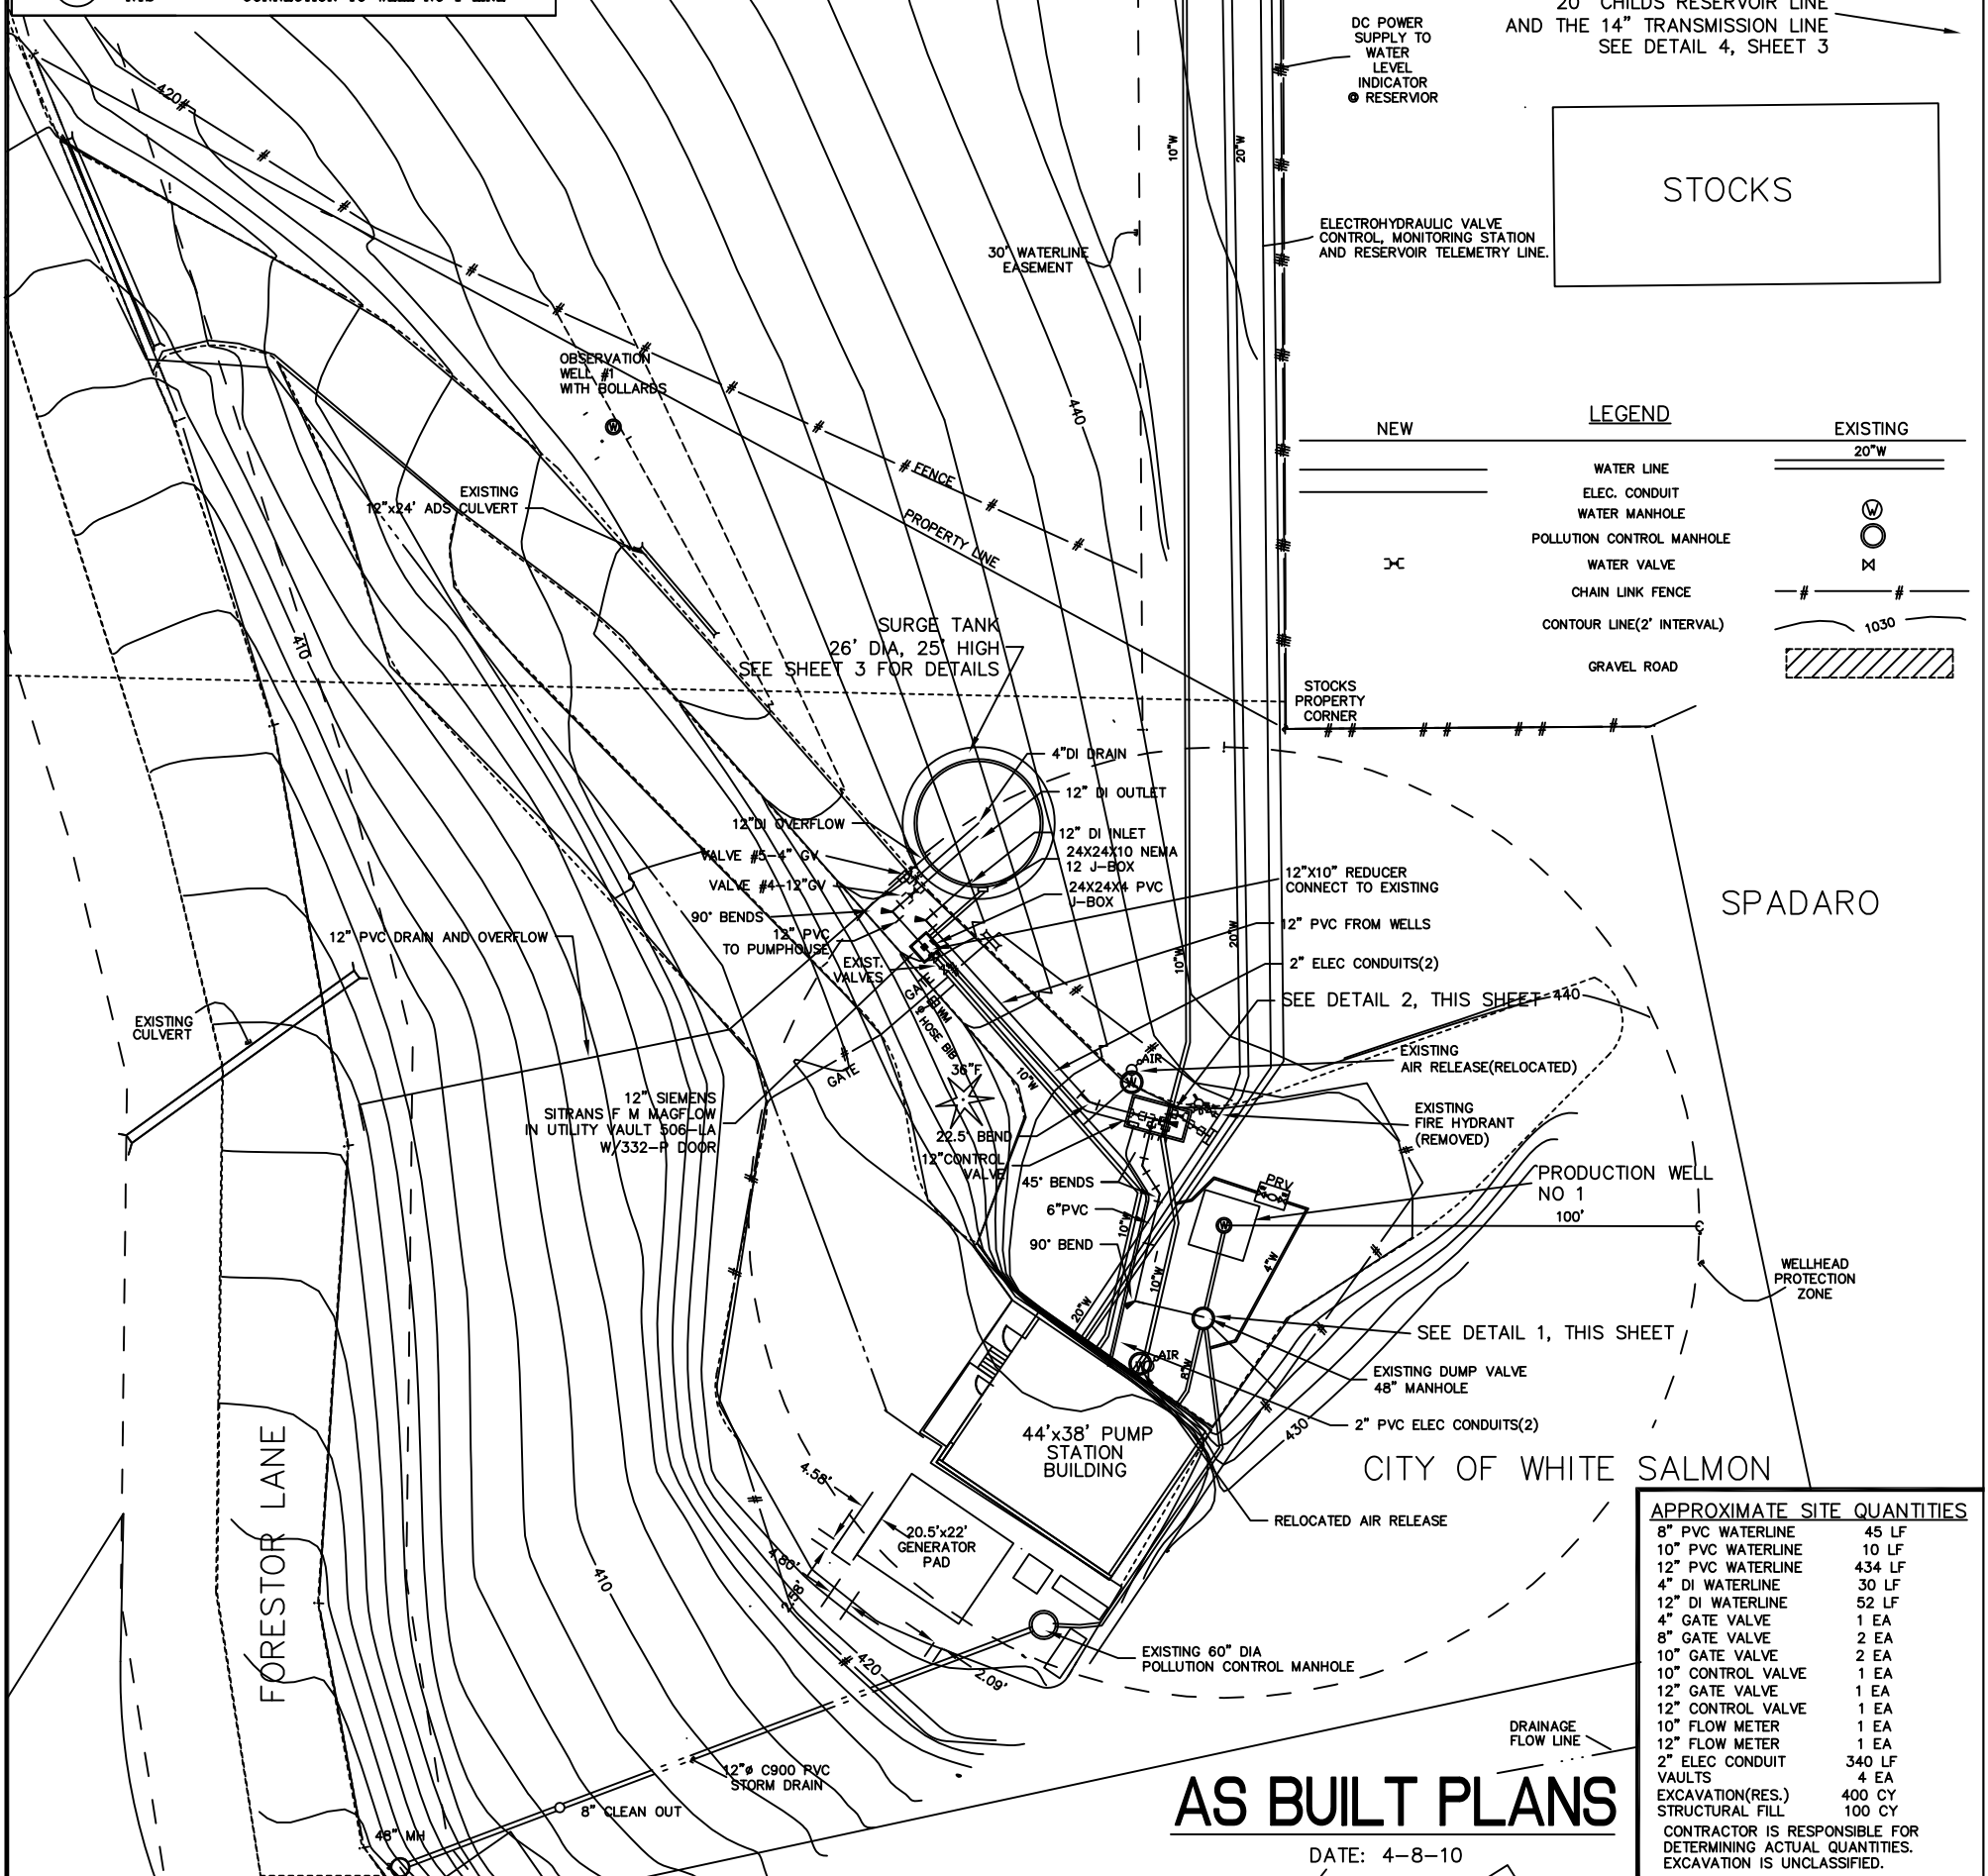 20" CHILDS RESERVOIR LINE
AND THE 14" TRANSMISSION LINE
SEE DETAIL 4, SHEET 3
DC POWER
SUPPLY TO
WATER
LEVEL
INDICATOR
@ RESERVIOR
STOCKS
10"W
20"W
420
#
#
#
ELECTROHYDRAULIC VALVE
CONTROL, MONITORING STATION
AND RESERVOIR TELEMETRY LINE.
30' WATERLINE
EASEMENT
OBSERVATION
WELL #1
WITH BOLLARDS
W
440
# FENCE
PROPERTY LINE
EXISTING
12"x24' ADS CULVERT
LEGEND
NEW
EXISTING
20"W
WATER LINE
ELEC. CONDUIT
WATER MANHOLE
W
POLLUTION CONTROL MANHOLE
WATER VALVE
CHAIN LINK FENCE
# #
CONTOUR LINE(2' INTERVAL)
1030
GRAVEL ROAD
410
SURGE TANK
26' DIA, 25' HIGH
SEE SHEET 3 FOR DETAILS
STOCKS
PROPERTY
CORNER
4"DI DRAIN
12" DI OUTLET
12"DI OVERFLOW
12" DI INLET
24X24X10 NEMA
12 J-BOX
24X24X4 PVC
J-BOX
VALVE #5-4" GV
VALVE #4-12"GV
90° BENDS
12" PVC
TO PUMPHOUSE
EXIST.
VALVES
12" PVC DRAIN AND OVERFLOW
12"X10" REDUCER
CONNECT TO EXISTING
12" PVC FROM WELLS
2" ELEC CONDUITS(2)
SEE DETAIL 2, THIS SHEET
440
SPADARO
10"W
20"W
GATE
HOSE BIB
GATE
36"F
10"W
EXISTING
CULVERT
12" SIEMENS
SITRANS F M MAGFLOW
IN UTILITY VAULT 506-LA
W/332-P DOOR
AIR
W
EXISTING
AIR RELEASE(RELOCATED)
EXISTING
FIRE HYDRANT
(REMOVED)
22.5° BEND
12"CONTROL
VALVE
45° BENDS
6"PVC
90° BEND
PRV
W
PRODUCTION WELL
NO 1
100'
WELLHEAD
PROTECTION
ZONE
10"W
10"W
4"W
20"W
8"W
AIR
W
SEE DETAIL 1, THIS SHEET
EXISTING DUMP VALVE
48" MANHOLE
2" PVC ELEC CONDUITS(2)
430
44'x38' PUMP
STATION
BUILDING
CITY OF WHITE SALMON
RELOCATED AIR RELEASE
4.58'
20.5'x22'
GENERATOR
PAD
4.80'
2.58'
410
420
2.09'
FORESTOR LANE
EXISTING 60" DIA
POLLUTION CONTROL MANHOLE
12"ø C900 PVC
STORM DRAIN
8" CLEAN OUT
48" MH
DRAINAGE
FLOW LINE
AS BUILT PLANS
DATE: 4-8-10
APPROXIMATE SITE QUANTITIES
8" PVC WATERLINE 45 LF
10" PVC WATERLINE 10 LF
12" PVC WATERLINE 434 LF
4" DI WATERLINE 30 LF
12" DI WATERLINE 52 LF
4" GATE VALVE 1 EA
8" GATE VALVE 2 EA
10" GATE VALVE 2 EA
10" CONTROL VALVE 1 EA
12" GATE VALVE 1 EA
12" CONTROL VALVE 1 EA
10" FLOW METER 1 EA
12" FLOW METER 1 EA
2" ELEC CONDUIT 340 LF
VAULTS 4 EA
EXCAVATION(RES.) 400 CY
STRUCTURAL FILL 100 CY
CONTRACTOR IS RESPONSIBLE FOR
DETERMINING ACTUAL QUANTITIES.
EXCAVATION IS UNCLASSIFIED.